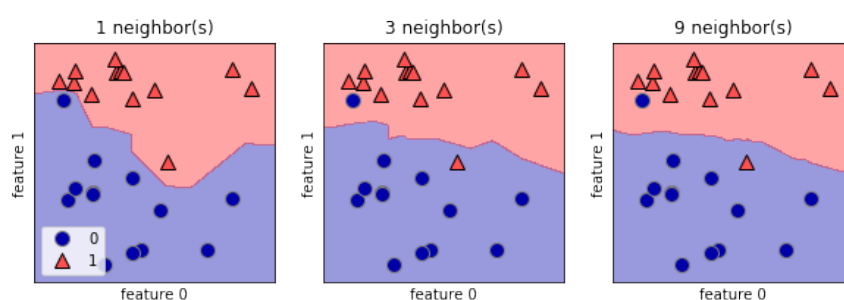 1 neighbor(s)
3 neighbor(s)
9 neighbor(s)
feature 1
feature 1
feature 1
0
1
feature 0
feature 0
feature 0